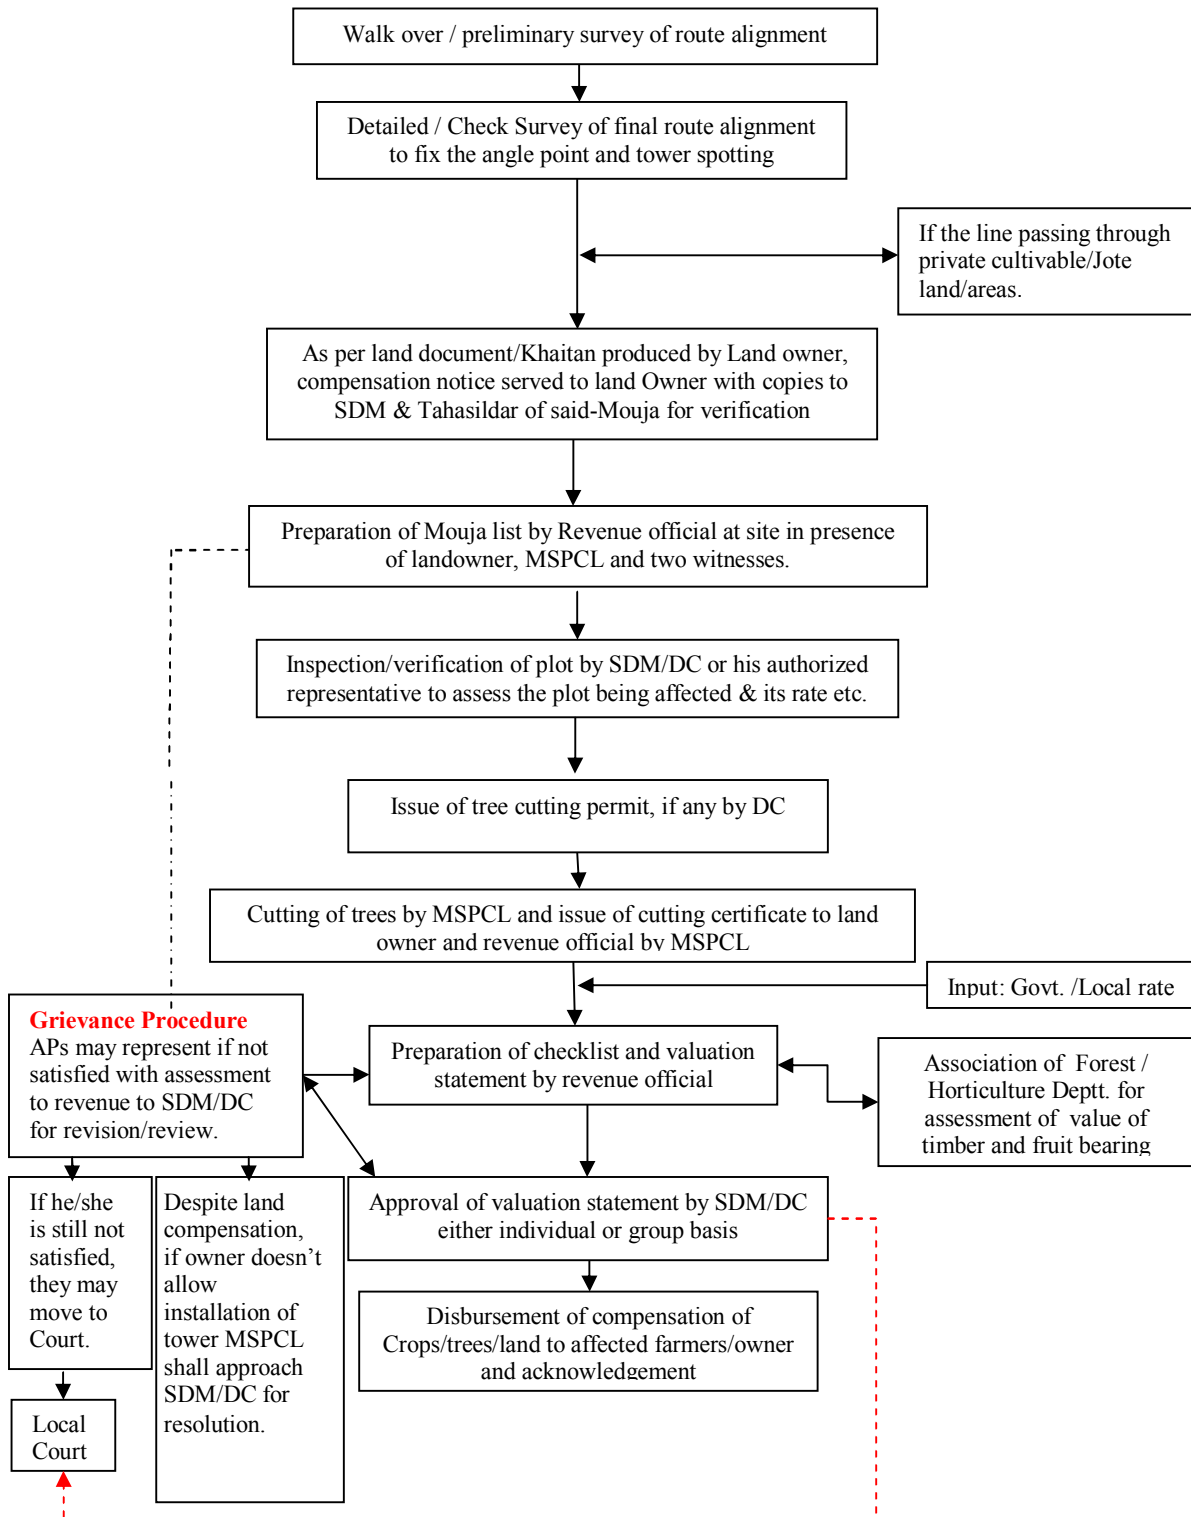 Walk over / preliminary survey of route alignment
Detailed / Check Survey of final route alignment
to fix the angle point and tower spotting
If the line passing through
private cultivable/Jote
land/areas.
As per land document/Khaitan produced by Land owner,
compensation notice served to land Owner with copies to
SDM & Tahasildar of said-Mouja for verification
Preparation of Mouja list by Revenue official at site in presence
of landowner, MSPCL and two witnesses.
Inspection/verification of plot by SDM/DC or his authorized
representative to assess the plot being affected & its rate etc.
Issue of tree cutting permit, if any by DC
Cutting of trees by MSPCL and issue of cutting certificate to land
owner and revenue official by MSPCL
Input: Govt. /Local rate
Grievance Procedure
APs may represent if not
satisfied with assessment
to revenue to SDM/DC
for revision/review.
Preparation of checklist and valuation
statement by revenue official
Association of Forest /
Horticulture Deptt. for
assessment of value of
timber and fruit bearing
If he/she
is still not
satisfied,
they may
move to
Court.
Despite land
compensation,
if owner doesn’t
allow
installation of
tower MSPCL
shall approach
SDM/DC for
resolution.
Approval of valuation statement by SDM/DC
either individual or group basis
Disbursement of compensation of
Crops/trees/land to affected farmers/owner
and acknowledgement
Local
Court